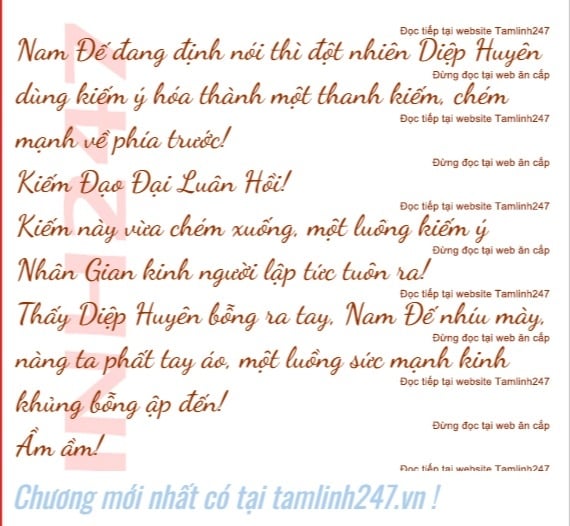 Đọc tiếp tại website Tamlinh247
Nam Đế đang định nói thì đột nhiên Diệp Huyên
Đừng đọc tại web ăn cắp
dùng kiếm ý hóa thành một thanh kiếm, chém
Đọc tiếp tại website Tamlinh247
mạnh về phía trước!
Đừng đọc tại web ăn cắp
Kiếm Đạo Đại Luân Hồi!
Đọc tiếp tại website Tamlinh247
Kiếm này vừa chém xuống, một luồng kiếm ý
Đừng đọc tại web ăn cắp
Nhân Gian kinh người lập tức tuôn ra!
Đọc tiếp tại website Tamlinh247
Thấy Diệp Huyên bỗng ra tay, Nam Đế nhíu mày,
Đừng đọc tại web ăn cắp
nàng ta phất tay áo, một luồng sức mạnh kinh
Đọc tiếp tại website Tamlinh247
khủng bỗng ập đến!
Đừng đọc tại web ăn cắp
Ầm ầm!
Đọc tiếp tại website Tamlinh247
INH247
Chương mới nhất có tại tamlinh247.vn !